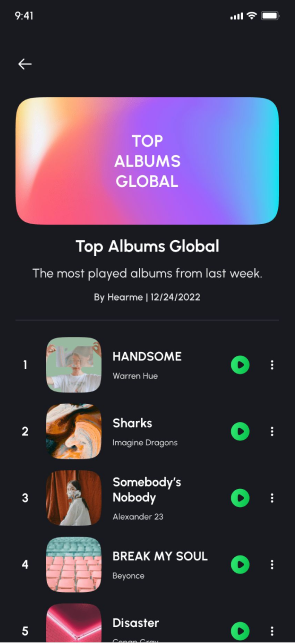 9:41
TOP
ALBUMS
GLOBAL
Top Albums Global
The most played albums from last week.
By Hearme | 12/24/2022
1
HANDSOME
Warren Hue
2
Sharks
Imagine Dragons
3
Somebody's
Nobody
Alexander 23
4
BREAK MY SOUL
Beyonce
5
Disaster
Conan Gray